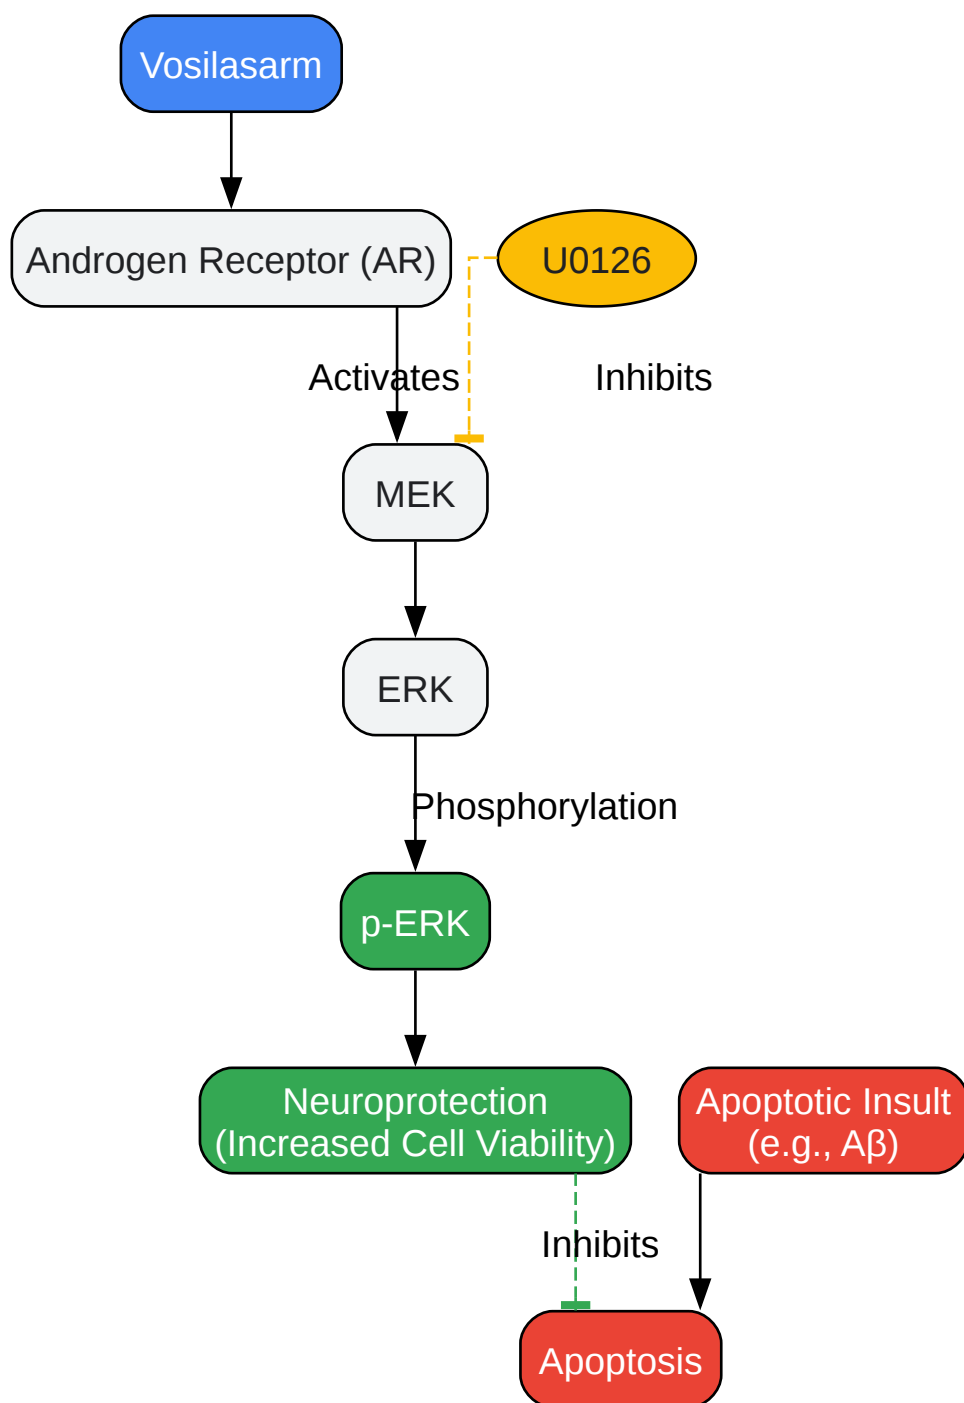 Vosilasarm
Androgen Receptor (AR)
U0126
Activates
Inhibits
MEK
ERK
Phosphorylation
p-ERK
Neuroprotection
(Increased Cell Viability)
Apoptotic Insult
(e.g., Aβ)
Inhibits
Apoptosis